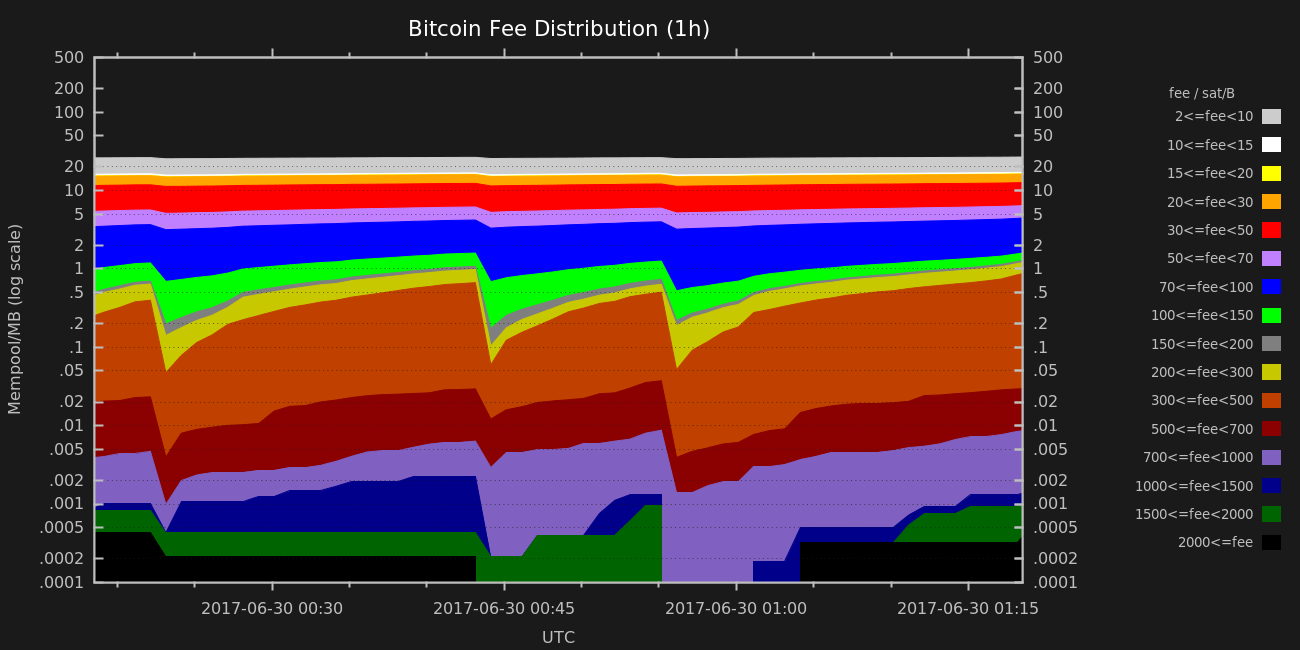 Bitcoin Fee Distribution (1h)
500
200
100
50
20
10
5
2
1
.5
.2
.1
.05
.02
.01
.005
.002
.001
.0005
.0002
.0001
Mempool/MB (log scale)
500
200
100
50
20
10
5
2
1
.5
.2
.1
.05
.02
.01
.005
.002
.001
.0005
.0002
.0001
2017-06-30 00:30
2017-06-30 00:45
2017-06-30 01:00
2017-06-30 01:15
UTC
fee / sat/B
2<=fee<10
10<=fee<15
15<=fee<20
20<=fee<30
30<=fee<50
50<=fee<70
70<=fee<100
100<=fee<150
150<=fee<200
200<=fee<300
300<=fee<500
500<=fee<700
700<=fee<1000
1000<=fee<1500
1500<=fee<2000
2000<=fee